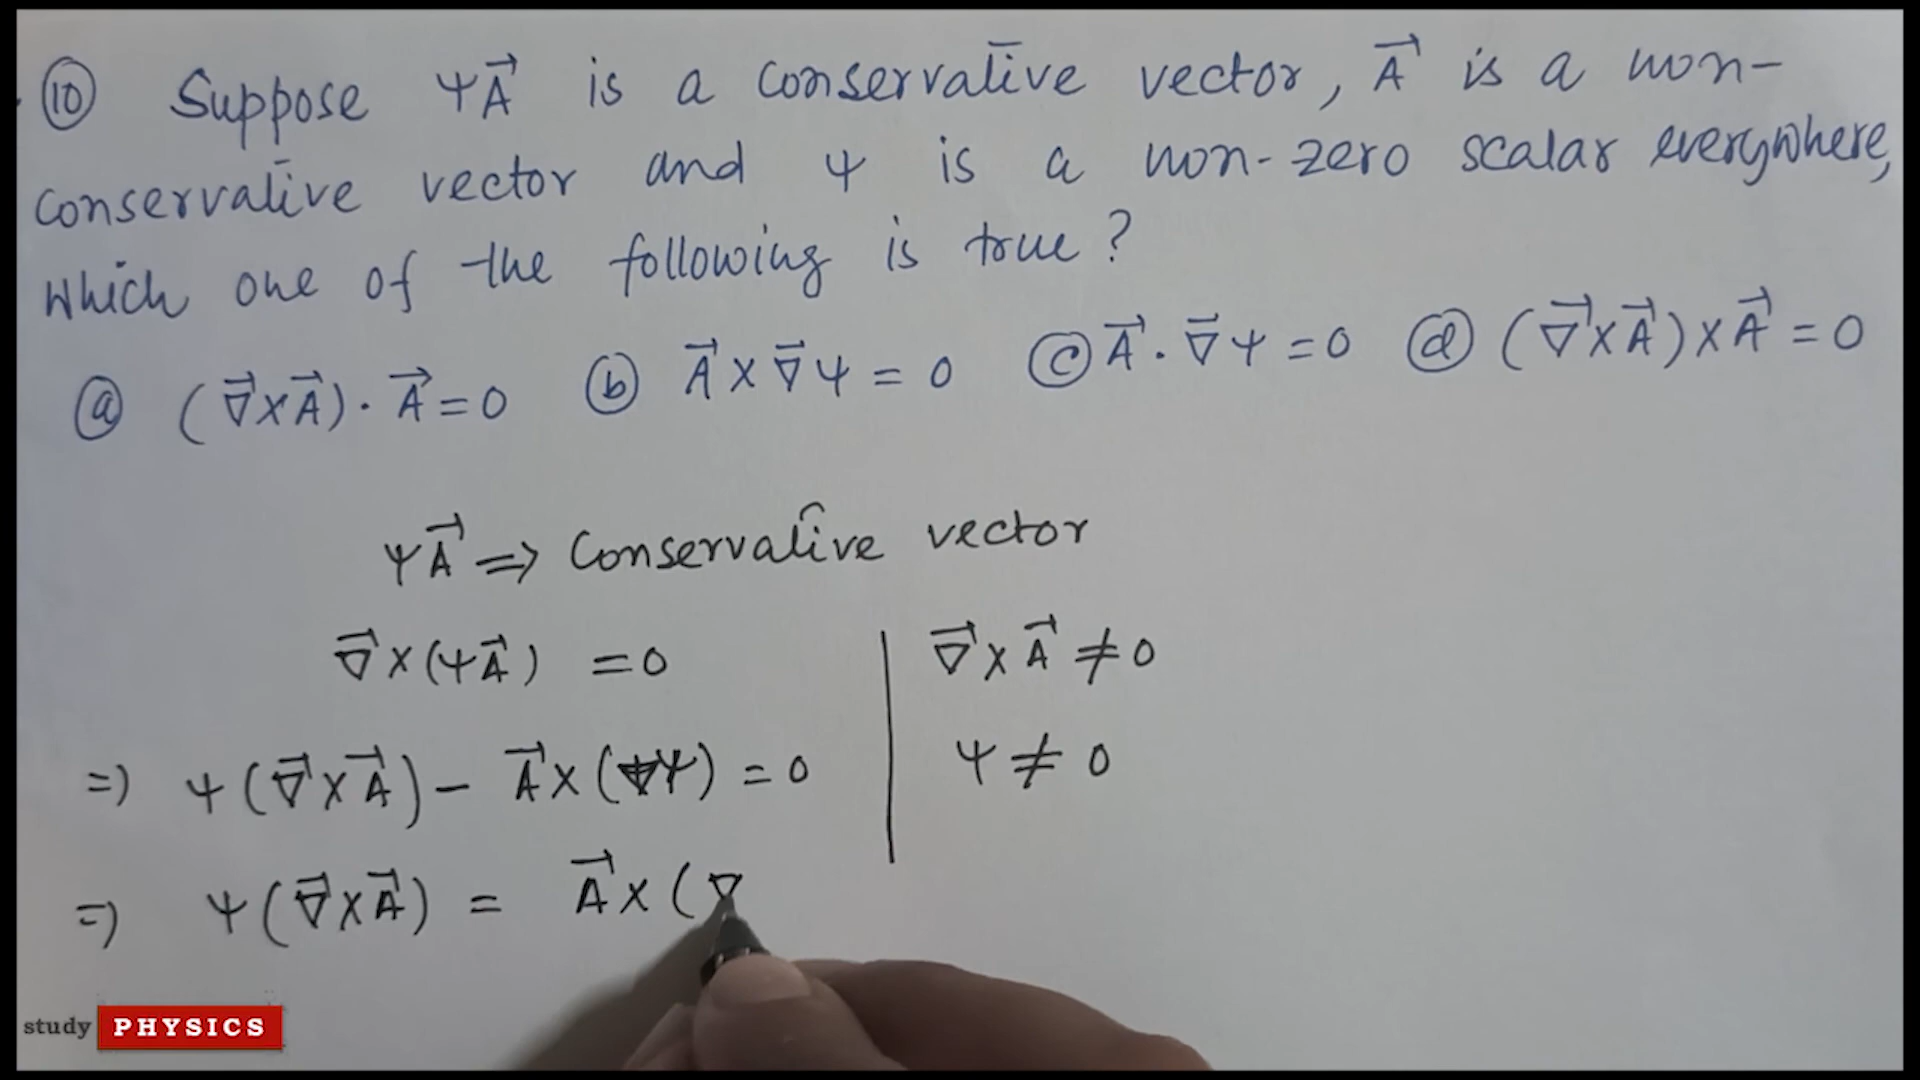 ⑩ Suppose ψA⃗ is a conservative vector, A⃗ is a non-
conservative vector and ψ is a non-zero scalar everywhere,
which one of the following is true?
ⓐ (∇⃗×A⃗)·A⃗=0 ⓑ A⃗×∇⃗ψ=0 ⓒ A⃗·∇⃗ψ=0 ⓓ (∇⃗×A⃗)×A⃗=0
ψA⃗ ⇒ Conservative vector
∇⃗×(ψA⃗) =0 | ∇⃗×A⃗≠0
⇒) ψ(∇⃗×A⃗)- A⃗×(∇ψ)=0 | ψ≠0
⇒) ψ(∇⃗×A⃗) = A⃗×(∇
study PHYSICS